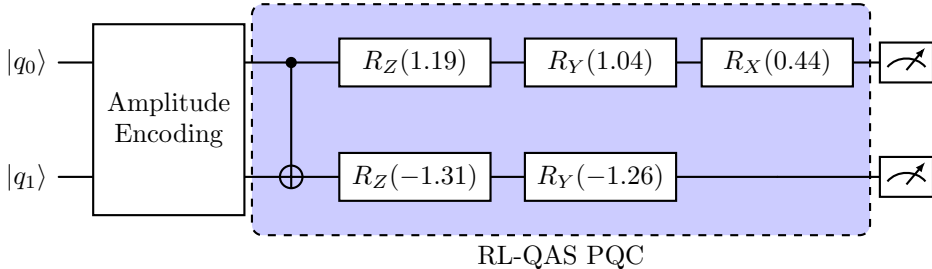 |q₀⟩
Amplitude
Encoding
R_Z(1.19) R_Y(1.04) R_X(0.44)
|q₁⟩
R_Z(−1.31) R_Y(−1.26)
RL-QAS PQC